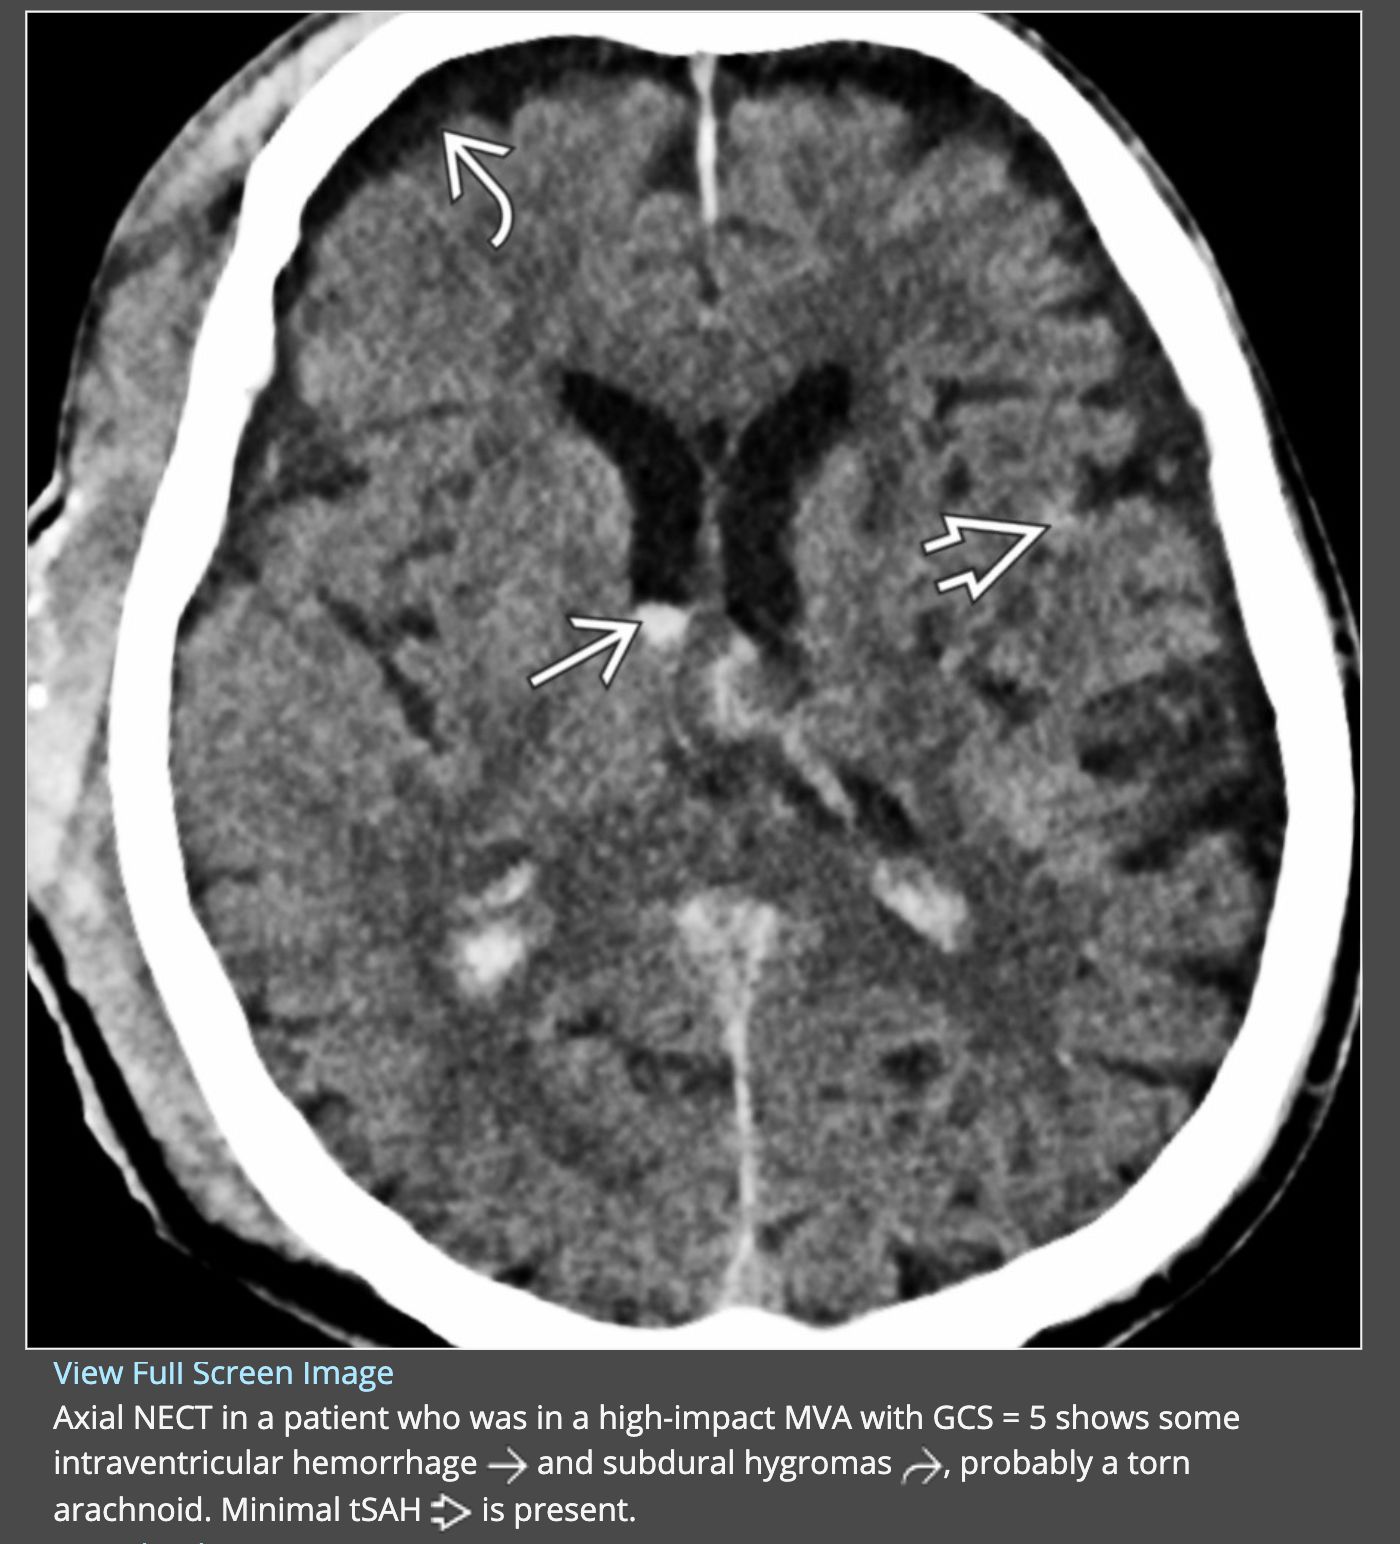 View Full Screen Image
Axial NECT in a patient who was in a high-impact MVA with GCS = 5 shows some
intraventricular hemorrhage and subdural hygromas , probably a torn
arachnoid. Minimal tSAH is present.